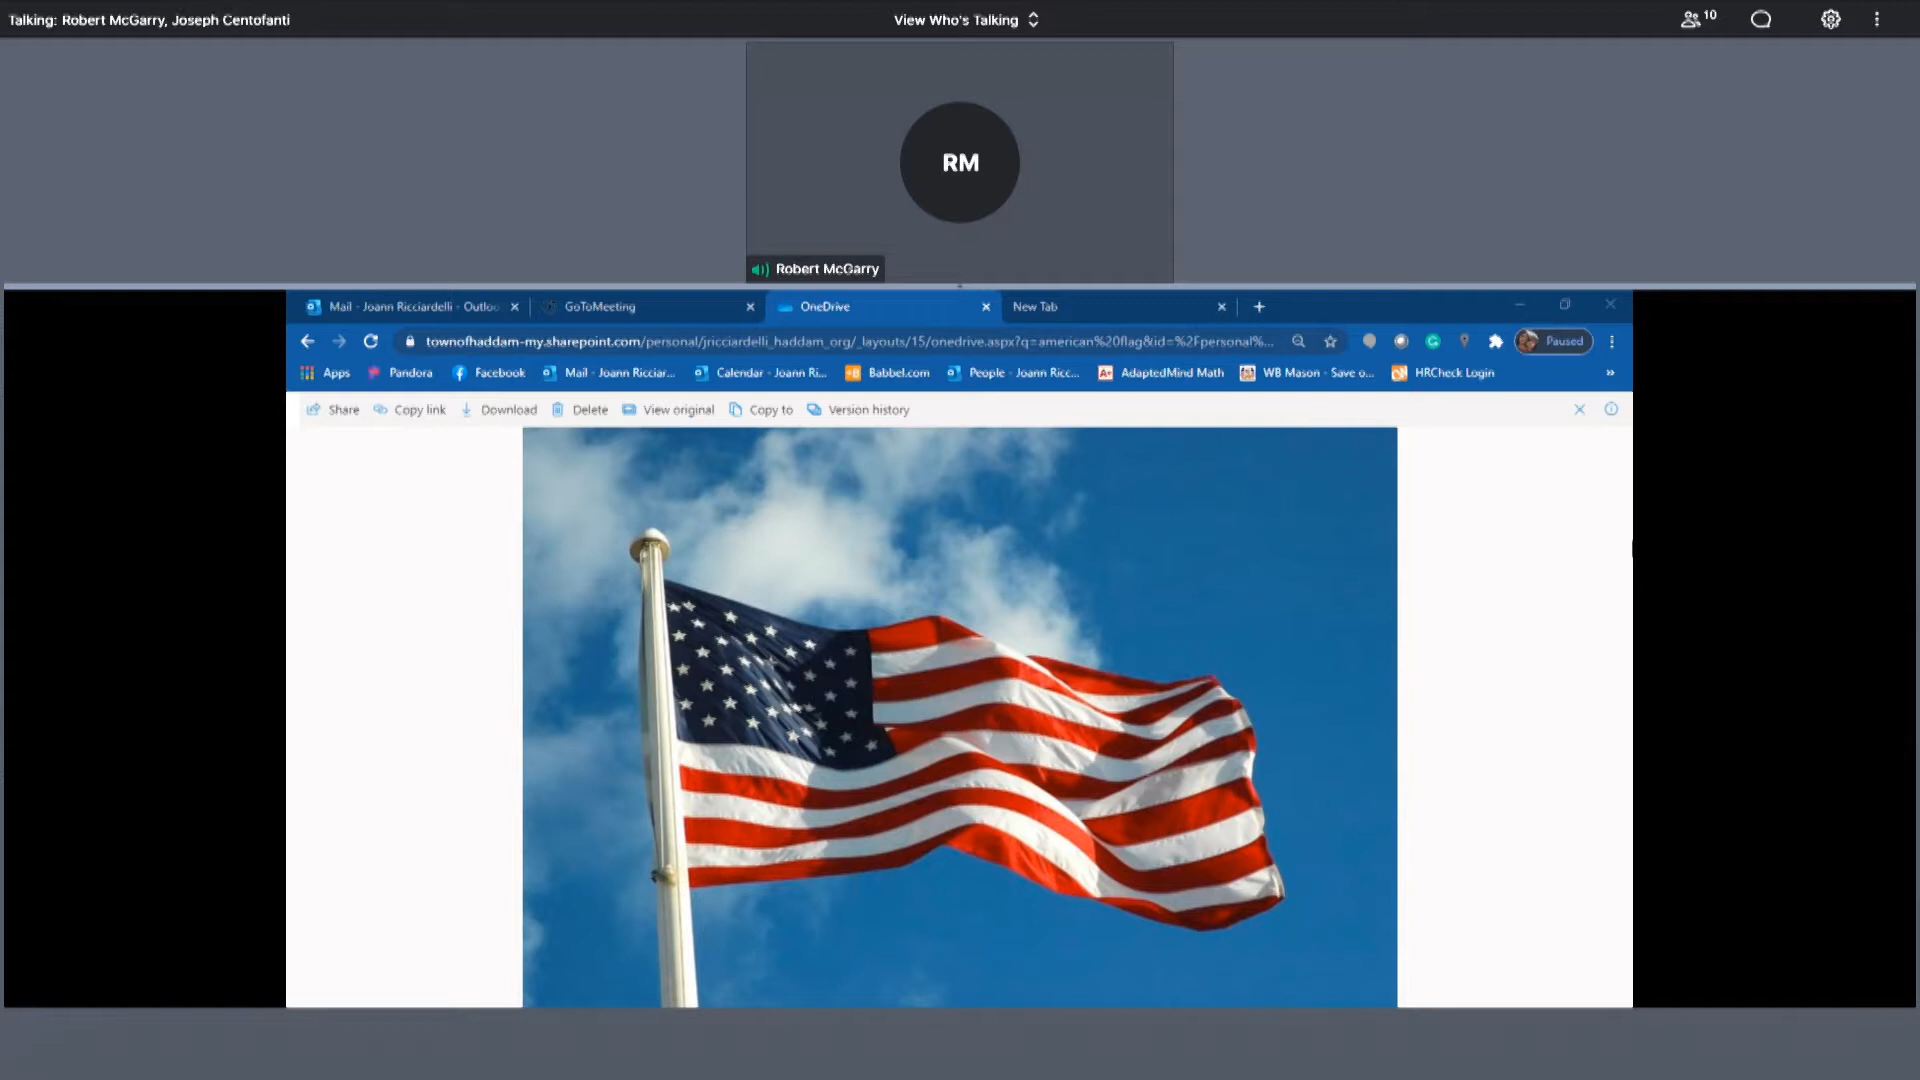 Talking: Robert McGarry, Joseph Centofanti
View Who's Talking
10
RM
Robert McGarry
Mail - Joann Ricciardelli - Outloo
GoToMeeting
OneDrive
New Tab
townofhaddam-my.sharepoint.com/personal/jricciardelli_haddam_org/_layouts/15/onedrive.aspx?q=american%20flag&id=%2Fpersonal%...
Paused
Apps
Pandora
Facebook
Mail - Joann Ricciar...
Calendar - Joann Ri...
Babbel.com
People - Joann Ricc...
A+
AdaptedMind Math
WB Mason - Save o...
HRCheck Login
Share
Copy link
Download
Delete
View original
Copy to
Version history